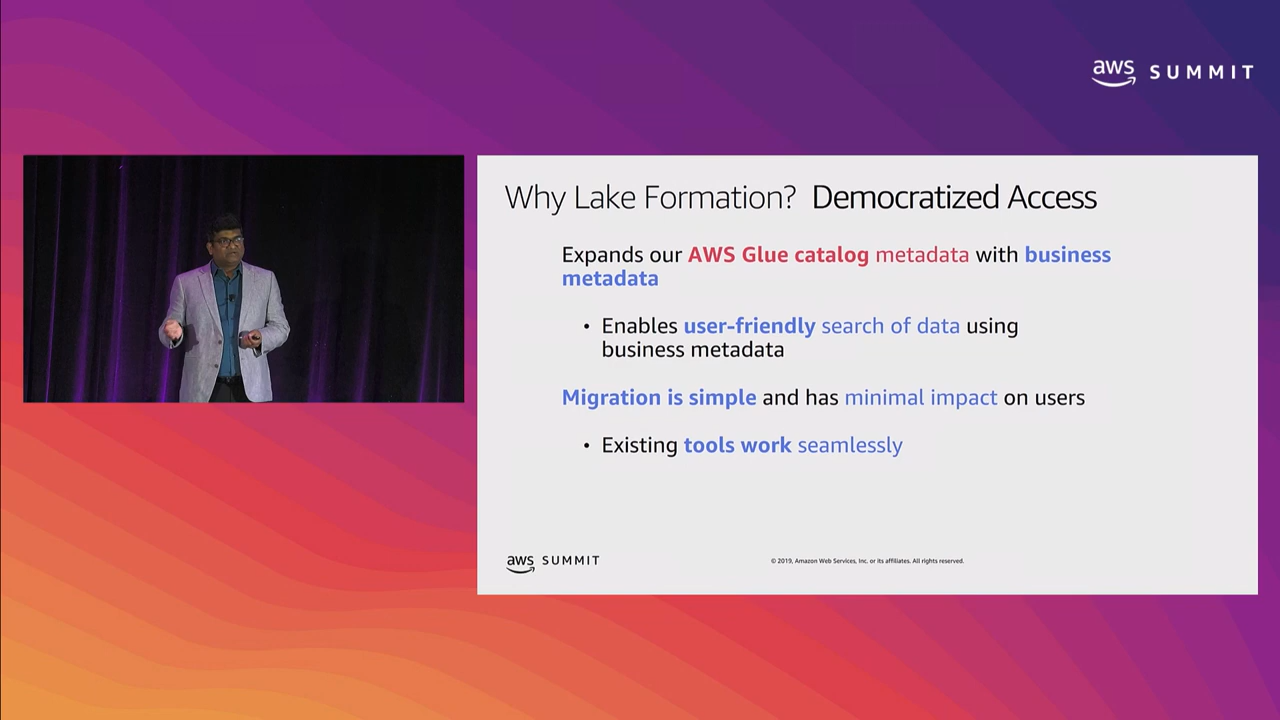 aws SUMMIT
Why Lake Formation? Democratized Access
Expands our AWS Glue catalog metadata with business
metadata
• Enables user-friendly search of data using
business metadata
Migration is simple and has minimal impact on users
• Existing tools work seamlessly
aws SUMMIT
© 2019, Amazon Web Services, Inc. or its affiliates. All rights reserved.